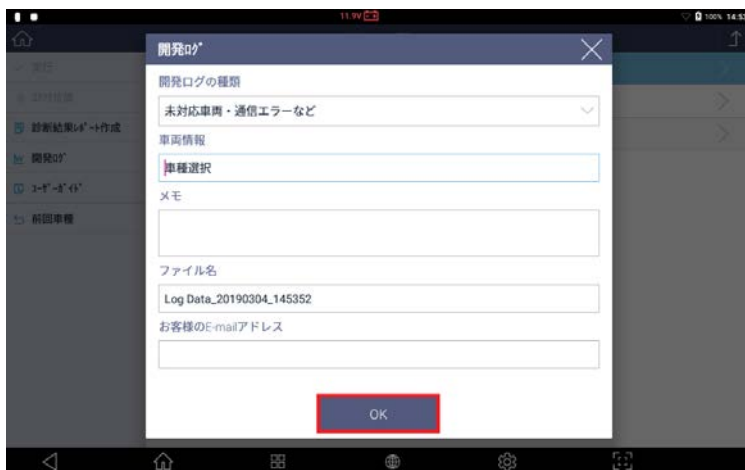 11.9V
100% 14:53
開発ﾛｸﾞ
開発ログの種類
未対応車両・通信エラーなど
車両情報
車種選択
メモ
ファイル名
Log Data_20190304_145352
お客様のE-mailアドレス
OK
実行
診断結果ﾚﾎﾟｰﾄ作成
開発ﾛｸﾞ
ﾕｰｻﾞｰｶﾞｲﾄﾞ
前回車種